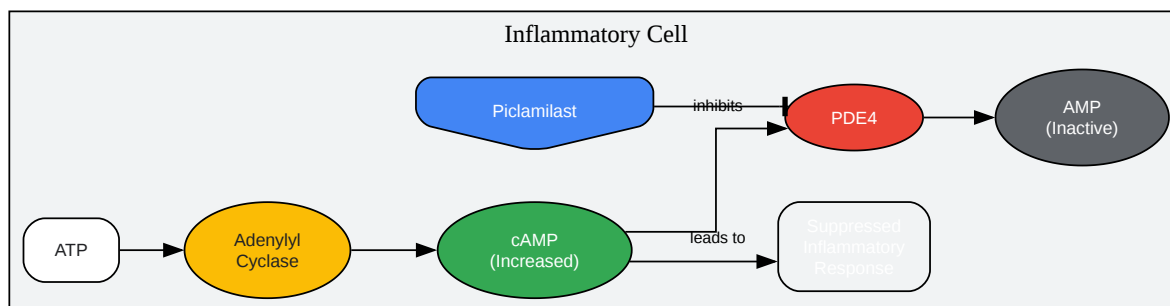 Inflammatory Cell
Piclamilast
inhibits
PDE4
AMP
(Inactive)
ATP
Adenylyl
Cyclase
cAMP
(Increased)
leads to
Suppressed
Inflammatory
Response